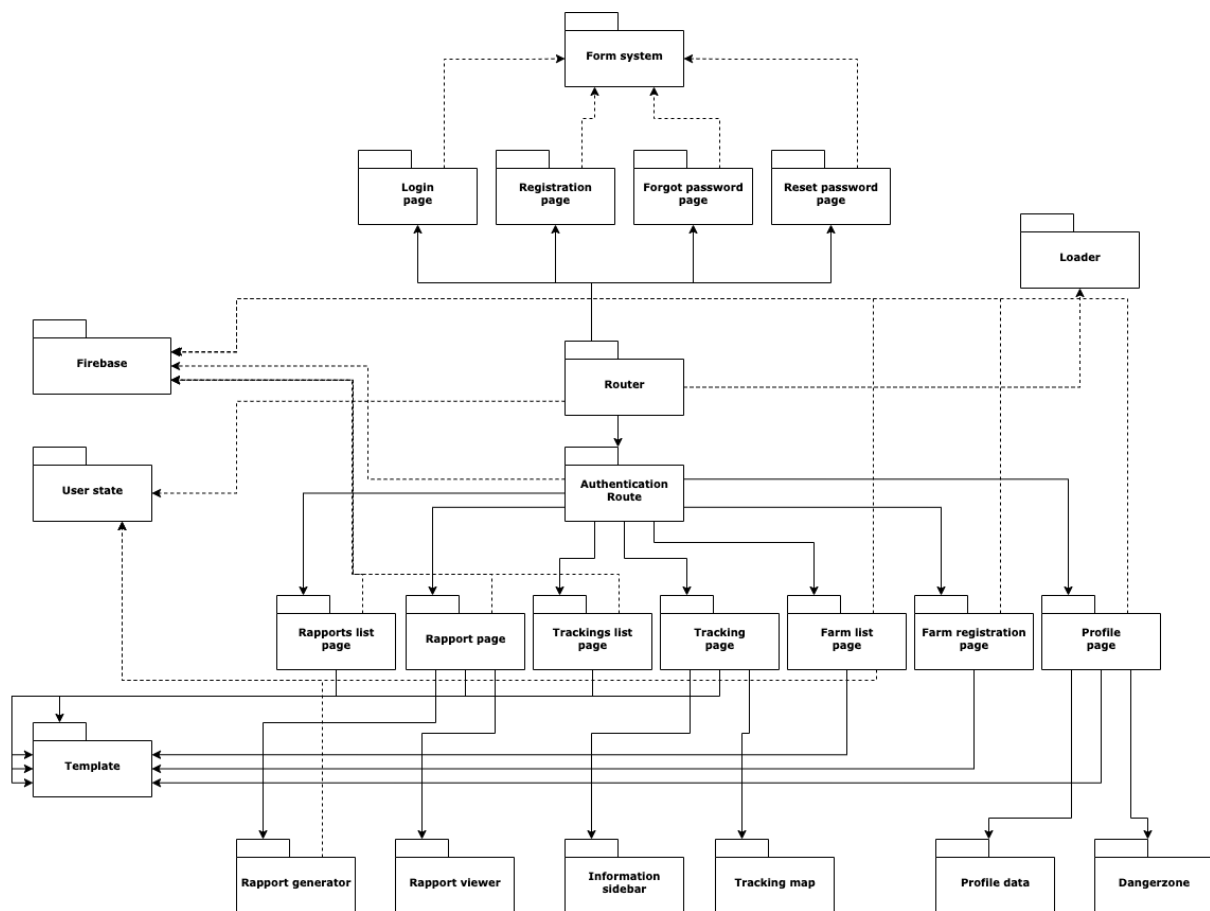 Form system
Login
page
Registration
page
Forgot password
page
Reset password
page
Loader
Firebase
Router
User state
Authentication
Route
Rapports list
page
Rapport page
Trackings list
page
Tracking
page
Farm list
page
Farm registration
page
Profile
page
Template
Rapport generator
Rapport viewer
Information
sidebar
Tracking map
Profile data
Dangerzone